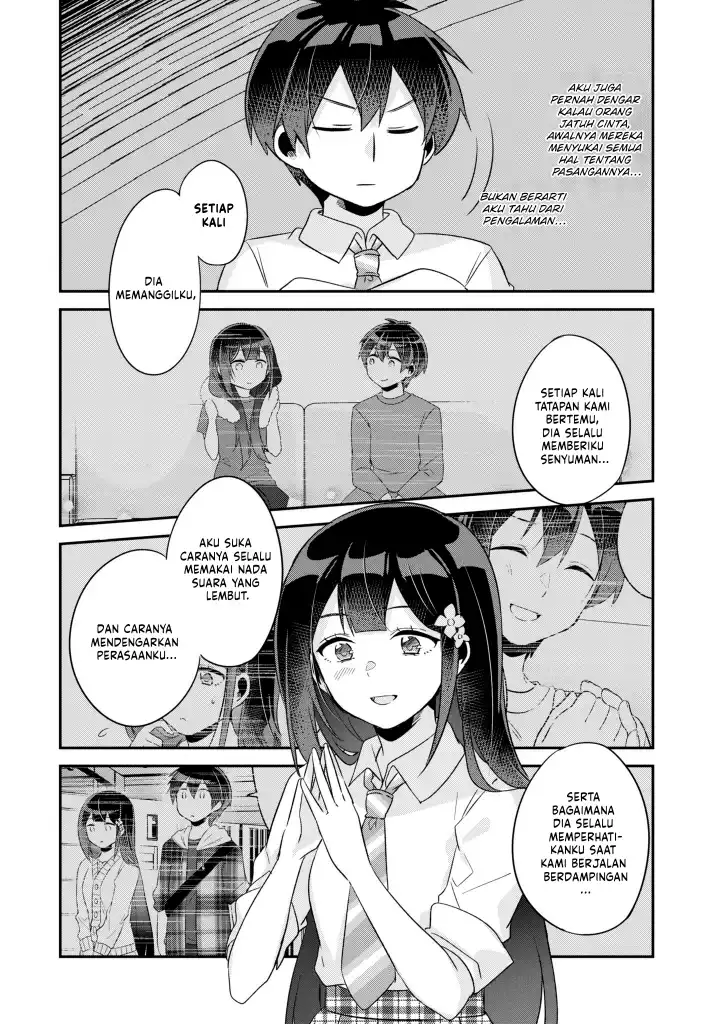 AKU JUGA
PERNAH DENGAR
KALAU ORANG
JATUH CINTA,
AWALNYA MEREKA
MENYUKAI SEMUA
HAL TENTANG
PASANGANNYA...
BUKAN BERARTI
AKU TAHU DARI
PENGALAMAN...
SETIAP
KALI
DIA
MEMANGGILKU,
SETIAP KALI
TATAPAN KAMI
BERTEMU,
DIA SELALU
MEMBERIKU
SENYUMAN...
AKU SUKA
CARANYA SELALU
MEMAKAI NADA
SUARA YANG
LEMBUT.
DAN CARANYA
MENDENGARKAN
PERASAANKU...
SERTA
BAGAIMANA
DIA SELALU
MEMPERHATI-
KANKU SAAT
KAMI BERJALAN
BERDAMPINGAN
...